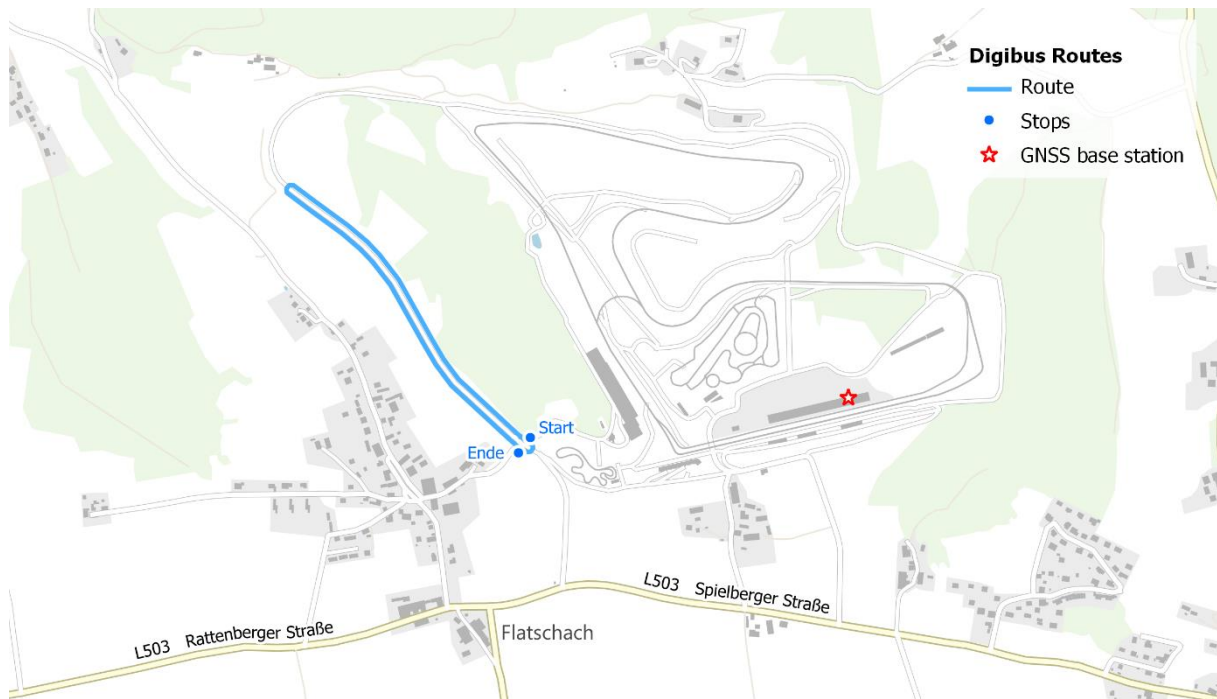 Digibus Routes
Route
Stops
GNSS base station
Start
Ende
L503 Spielberger Straße
L503 Rattenberger Straße
Flatschach